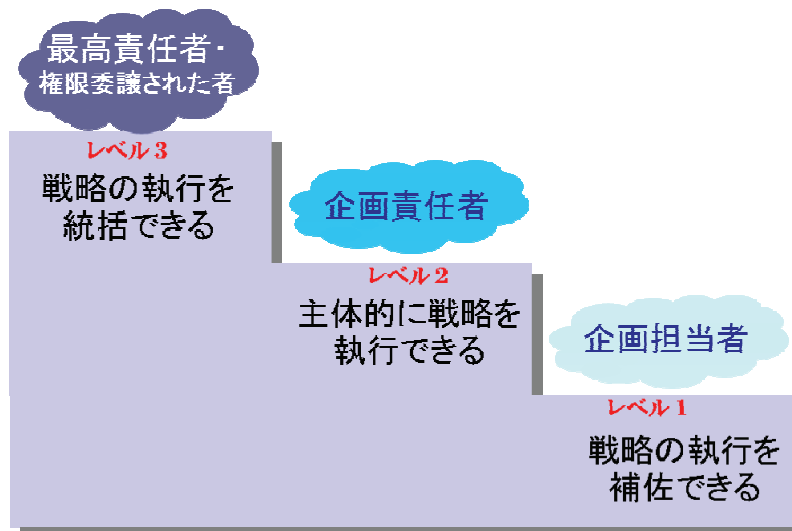 最高責任者・
権限委譲された者
レベル３
戦略の執行を
統括できる
企画責任者
レベル２
主体的に戦略を
執行できる
企画担当者
レベル１
戦略の執行を
補佐できる